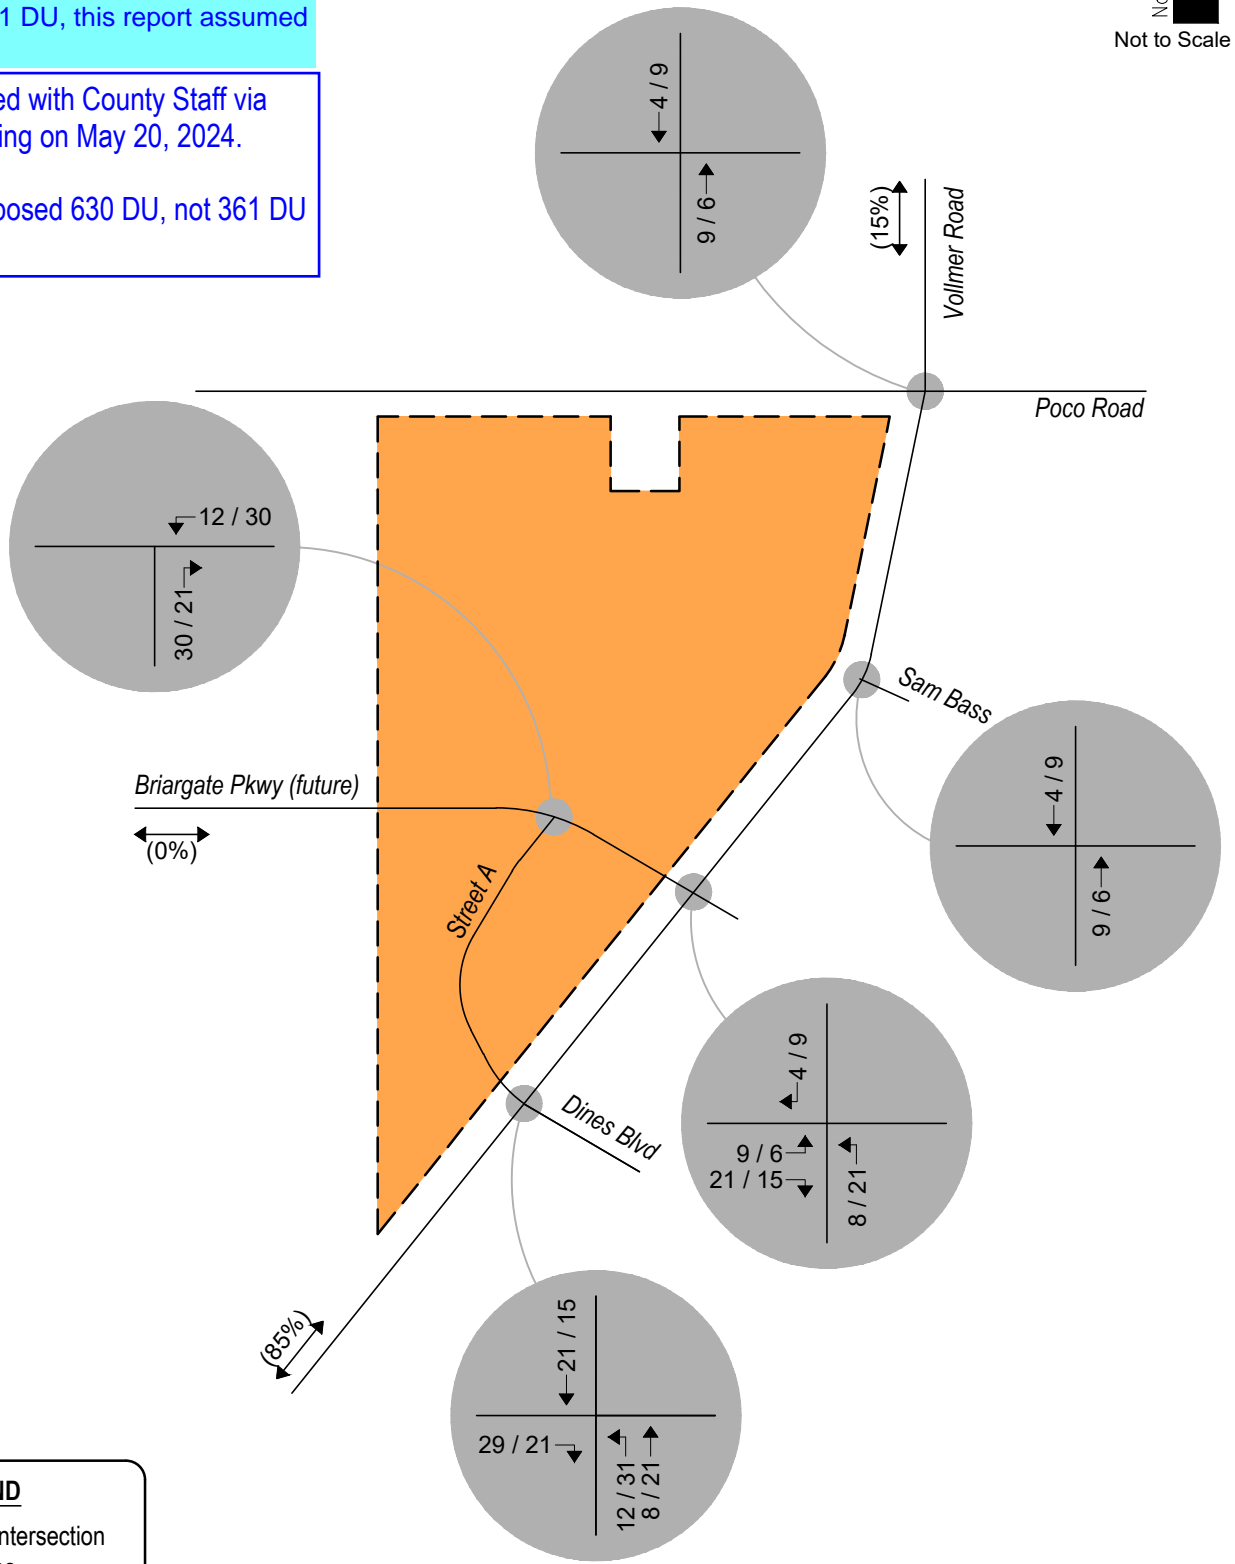 1 DU, this report assumed
ed with County Staff via
ing on May 20, 2024.
posed 630 DU, not 361 DU
Not to Scale
4 / 9
9 / 6
(15%)
Vollmer Road
Poco Road
12 / 30
30 / 21
Sam Bass
Briargate Pkwy (future)
(0%)
Street A
4 / 9
9 / 6
4 / 9
9 / 6
21 / 15
8 / 21
Dines Blvd
(85%)
21 / 15
29 / 21
12 / 31
8 / 21
ND
ntersection